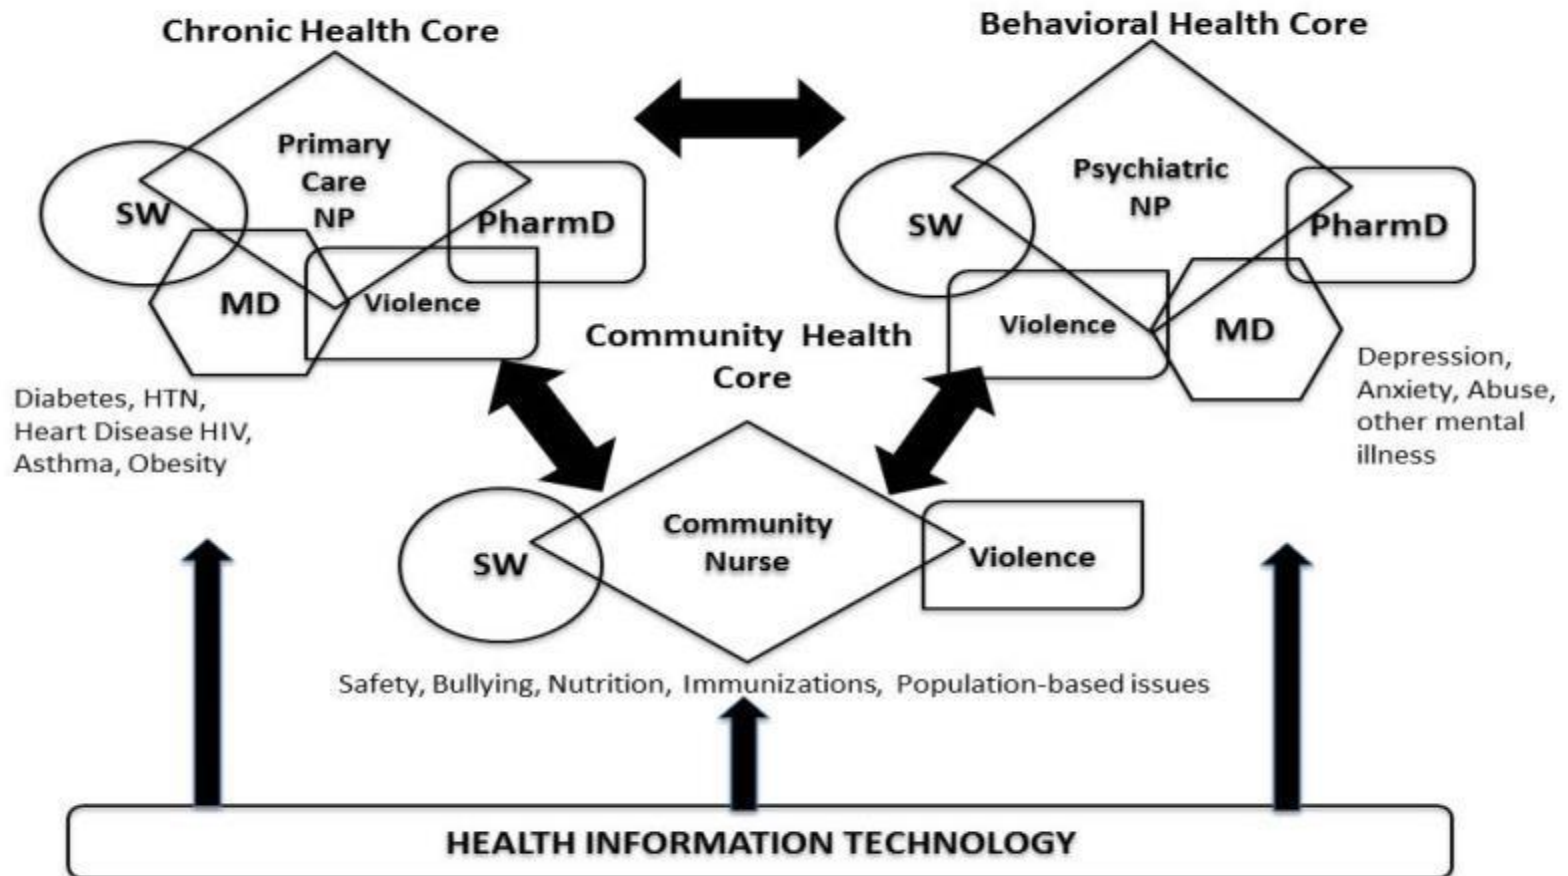 Chronic Health Core
Behavioral Health Core
Primary
Care
NP
SW
PharmD
MD
Violence
Psychiatric
NP
SW
PharmD
Violence
MD
Diabetes, HTN,
Heart Disease HIV,
Asthma, Obesity
Community Health
Core
Depression,
Anxiety, Abuse,
other mental
illness
SW
Community
Nurse
Violence
Safety, Bullying, Nutrition, Immunizations, Population-based issues
HEALTH INFORMATION TECHNOLOGY